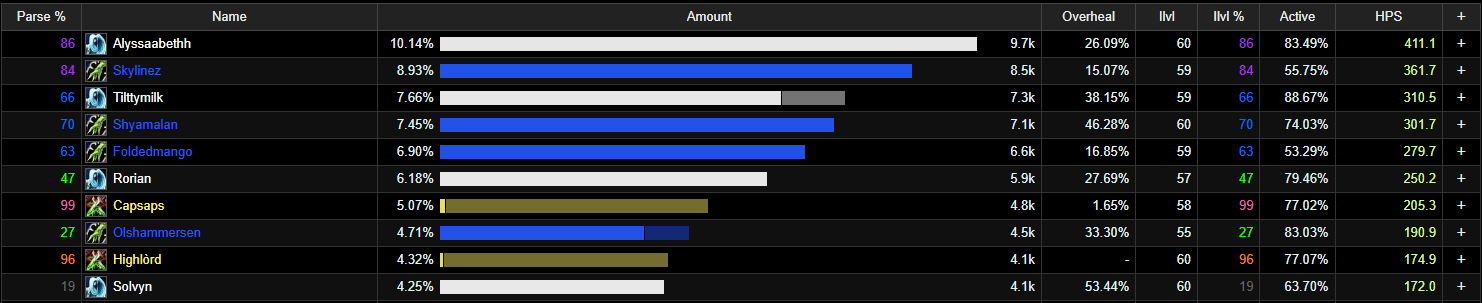 Parse % Name Amount Overheal Ilvl Ilvl % Active HPS +
86 Alyssaabethh 10.14% 9.7k 26.09% 60 86 83.49% 411.1 +
84 Skylinez 8.93% 8.5k 15.07% 59 84 55.75% 361.7 +
66 Tilttymilk 7.66% 7.3k 38.15% 59 66 88.67% 310.5 +
70 Shyamalan 7.45% 7.1k 46.28% 60 70 74.03% 301.7 +
63 Foldedmango 6.90% 6.6k 16.85% 59 63 53.29% 279.7 +
47 Rorian 6.18% 5.9k 27.69% 57 47 79.46% 250.2 +
99 Capsaps 5.07% 4.8k 1.65% 58 99 77.02% 205.3 +
27 Olshammersen 4.71% 4.5k 33.30% 55 27 83.03% 190.9 +
96 Highlòrd 4.32% 4.1k - 60 96 77.07% 174.9 +
19 Solvyn 4.25% 4.1k 53.44% 60 19 63.70% 172.0 +